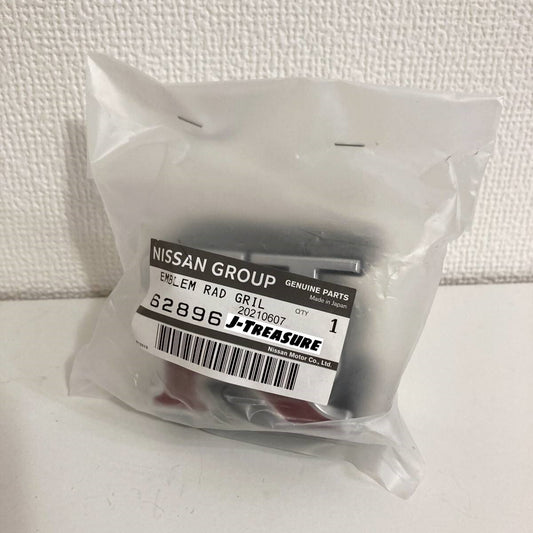 NISSAN GROUP GENUINE PARTS
Made in Japan
EMBLEM RAD GRIL
QTY
62896 20210607 1
J-TREASURE
Nissan Motor Co., Ltd.